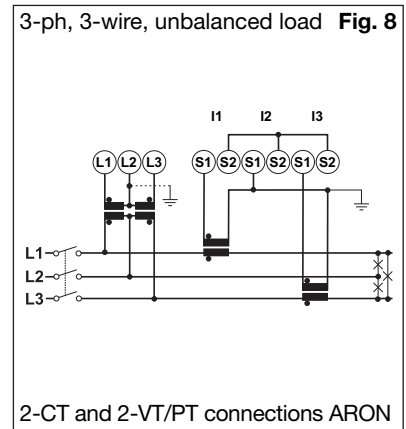 3-ph, 3-wire, unbalanced load Fig. 8
I1 I2 I3
L1 L2 L3 S1 S2 S1 S2 S1 S2
L1
L2
L3
2-CT and 2-VT/PT connections ARON